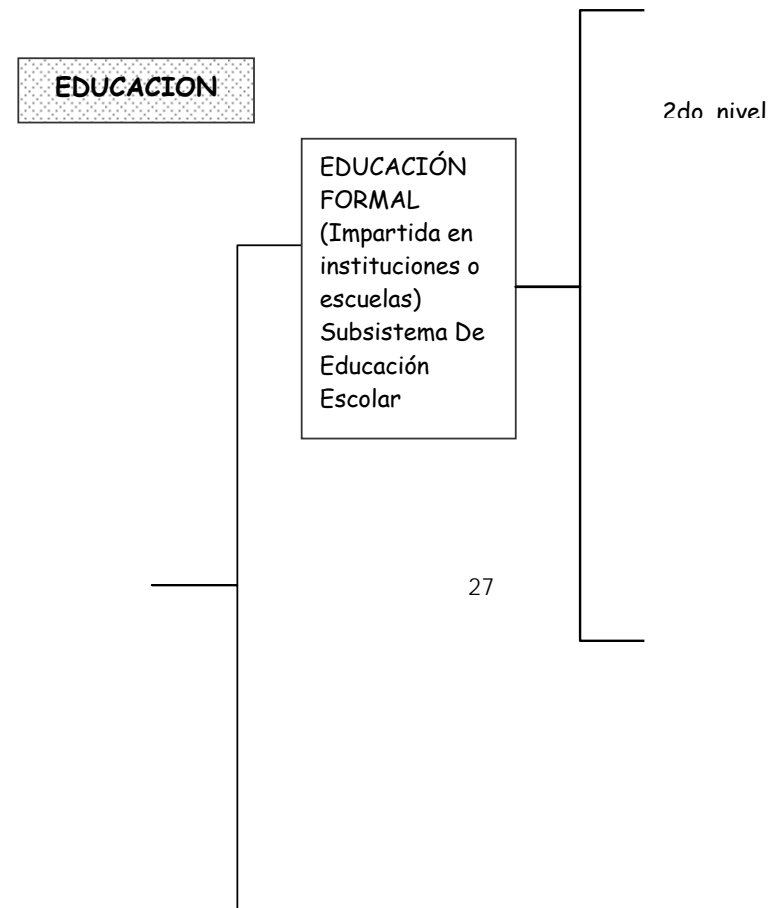 EDUCACION
2do nivel
EDUCACIÓN
FORMAL
(Impartida en
instituciones o
escuelas)
Subsistema De
Educación
Escolar
27